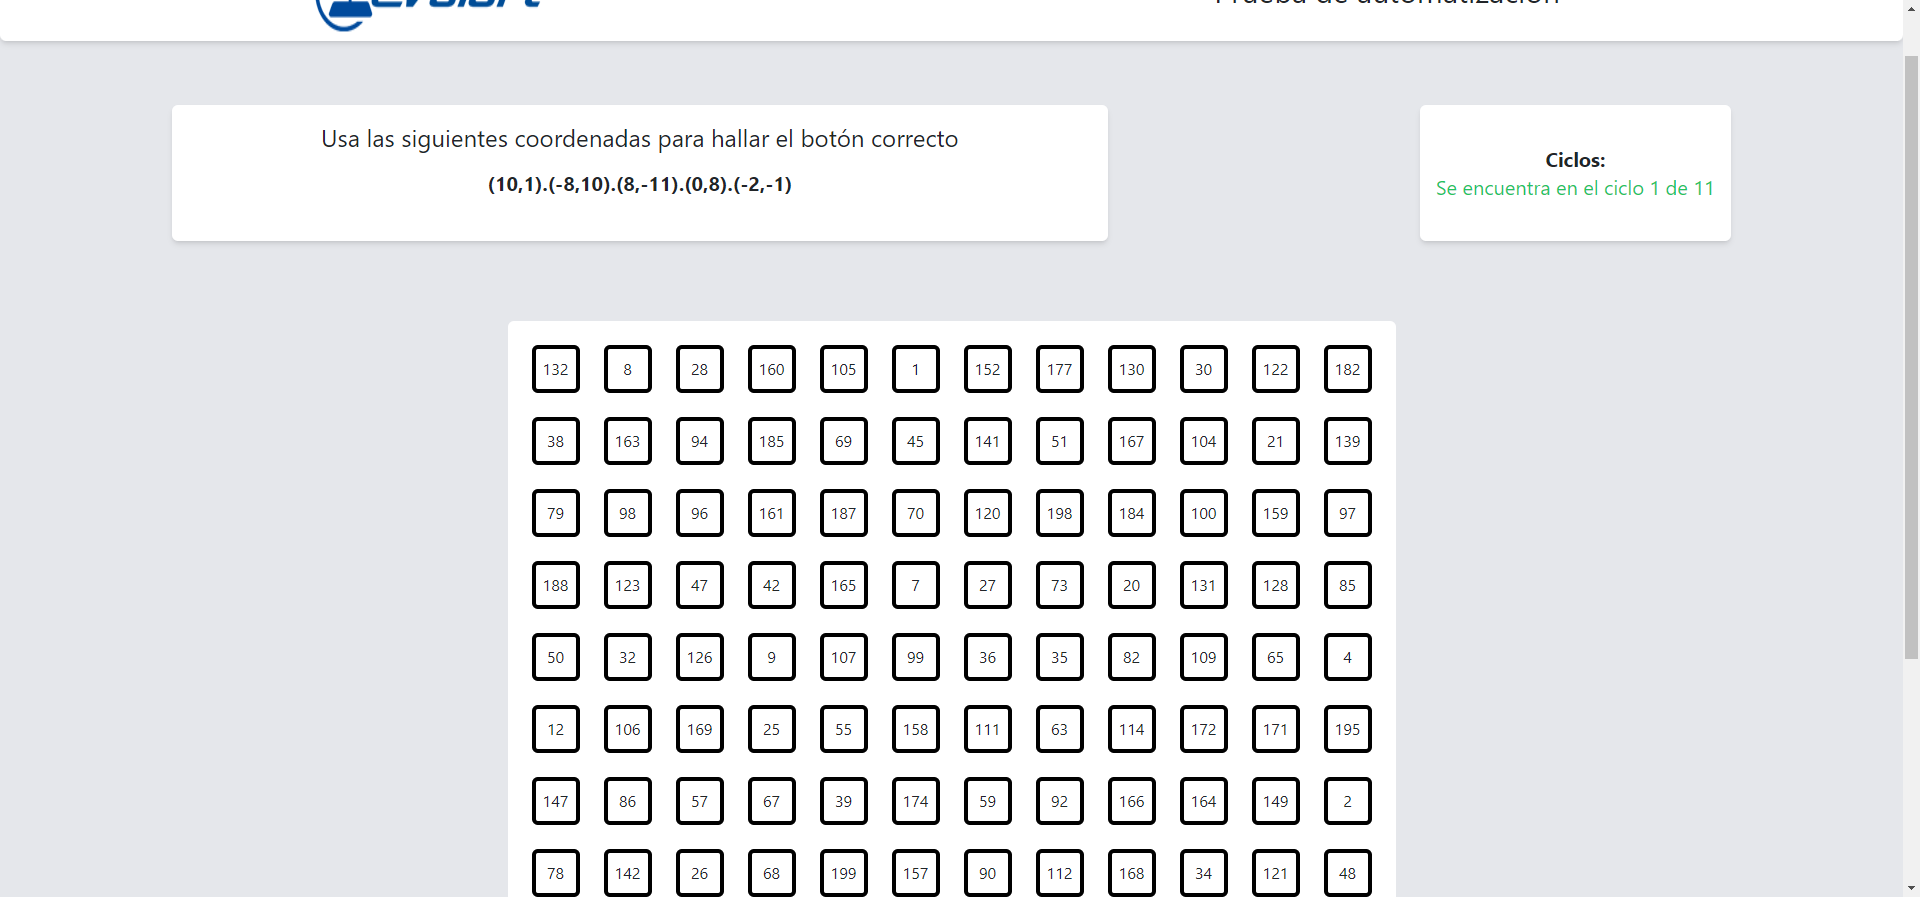 Prueba de automatización
Usa las siguientes coordenadas para hallar el botón correcto
(10,1).(-8,10).(8,-11).(0,8).(-2,-1)
Ciclos:
Se encuentra en el ciclo 1 de 11
132 8 28 160 105 1 152 177 130 30 122 182
38 163 94 185 69 45 141 51 167 104 21 139
79 98 96 161 187 70 120 198 184 100 159 97
188 123 47 42 165 7 27 73 20 131 128 85
50 32 126 9 107 99 36 35 82 109 65 4
12 106 169 25 55 158 111 63 114 172 171 195
147 86 57 67 39 174 59 92 166 164 149 2
78 142 26 68 199 157 90 112 168 34 121 48